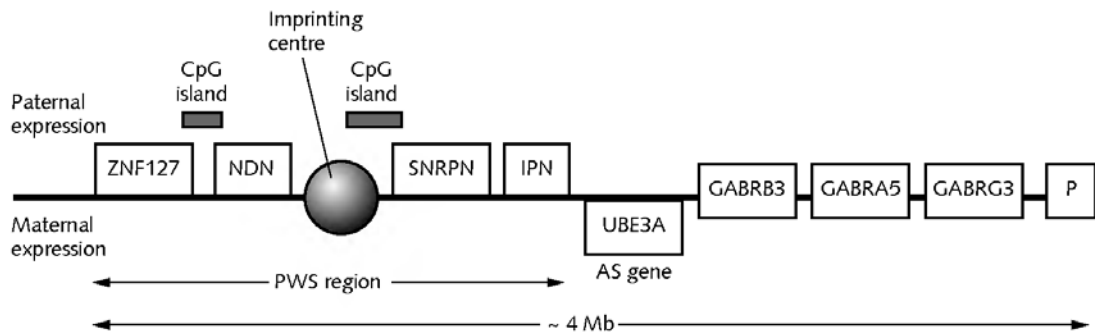 Imprinting
centre
CpG
island
CpG
island
Paternal
expression
ZNF127
NDN
SNRPN
IPN
GABRB3
GABRA5
GABRG3
P
Maternal
expression
UBE3A
AS gene
PWS region
~ 4 Mb